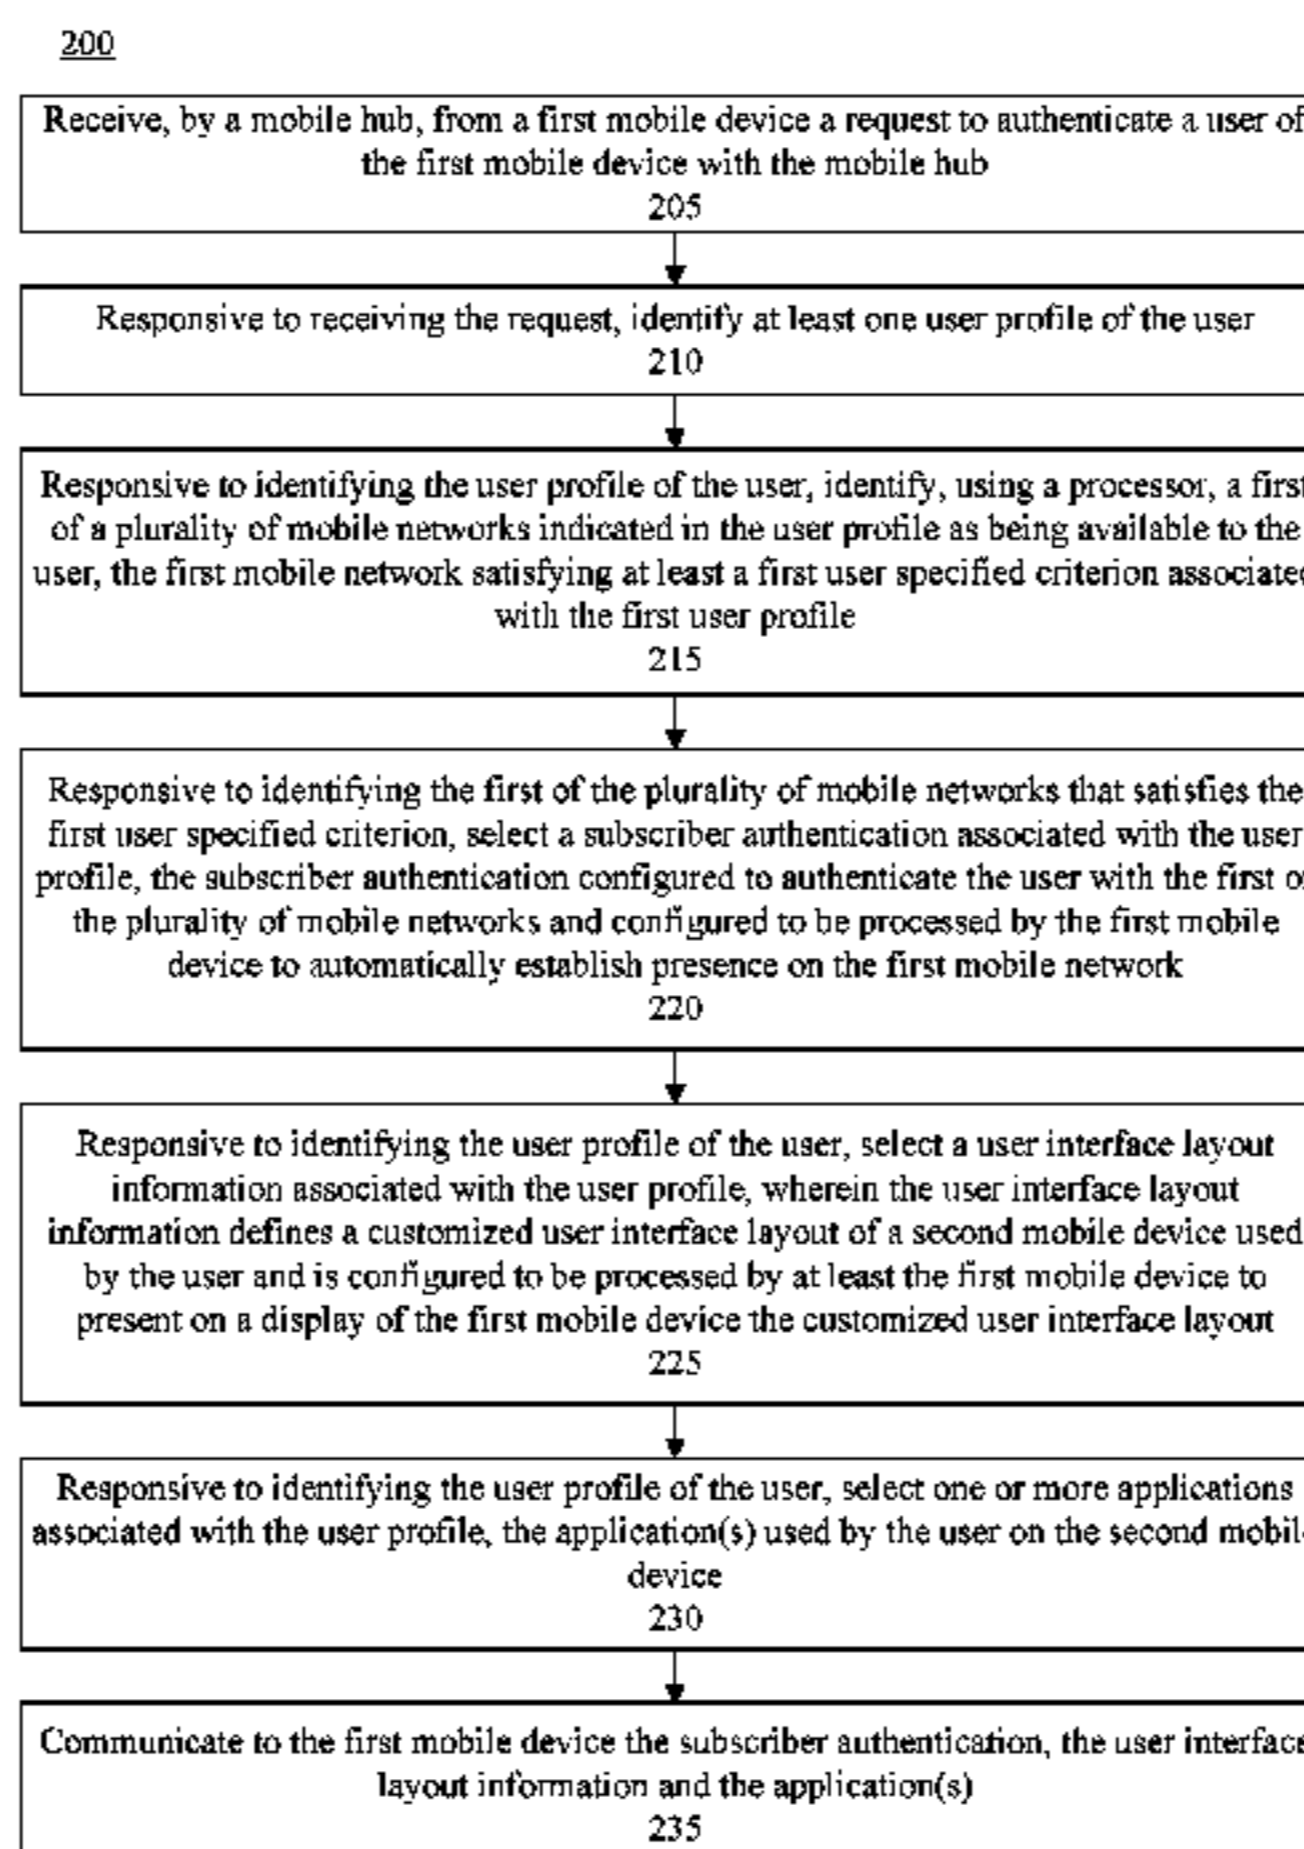 200
Receive, by a mobile hub, from a first mobile device a request to authenticate a user of
the first mobile device with the mobile hub
205
Responsive to receiving the request, identify at least one user profile of the user
210
Responsive to identifying the user profile of the user, identify, using a processor, a first
of a plurality of mobile networks indicated in the user profile as being available to the
user, the first mobile network satisfying at least a first user specified criterion associated
with the first user profile
215
Responsive to identifying the first of the plurality of mobile networks that satisfies the
first user specified criterion, select a subscriber authentication associated with the user
profile, the subscriber authentication configured to authenticate the user with the first o
the plurality of mobile networks and configured to be processed by the first mobile
device to automatically establish presence on the first mobile network
220
Responsive to identifying the user profile of the user, select a user interface layout
information associated with the user profile, wherein the user interface layout
information defines a customized user interface layout of a second mobile device used
by the user and is configured to be processed by at least the first mobile device to
present on a display of the first mobile device the customized user interface layout
225
Responsive to identifying the user profile of the user, select one or more applications
associated with the user profile, the application(s) used by the user on the second mobil
device
230
Communicate to the first mobile device the subscriber authentication, the user interface
layout information and the application(s)
235